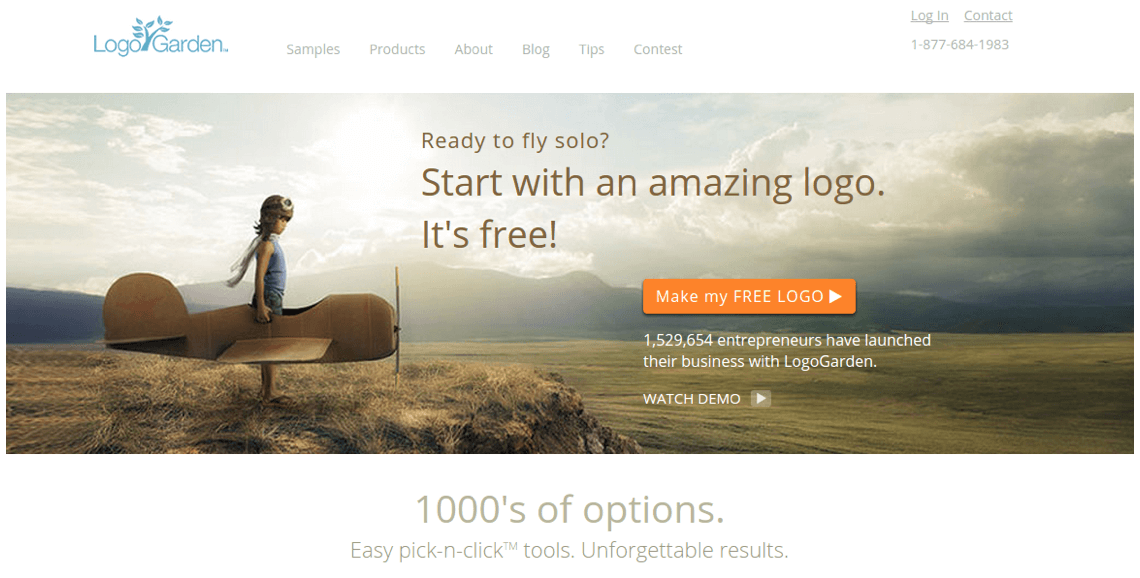 LogoGarden™
Samples
Products
About
Blog
Tips
Contest
Log In
Contact
1-877-684-1983
Ready to fly solo?
Start with an amazing logo.
It's free!
Make my FREE LOGO
1,529,654 entrepreneurs have launched
their business with LogoGarden.
WATCH DEMO
1000's of options.
Easy pick-n-click™ tools. Unforgettable results.